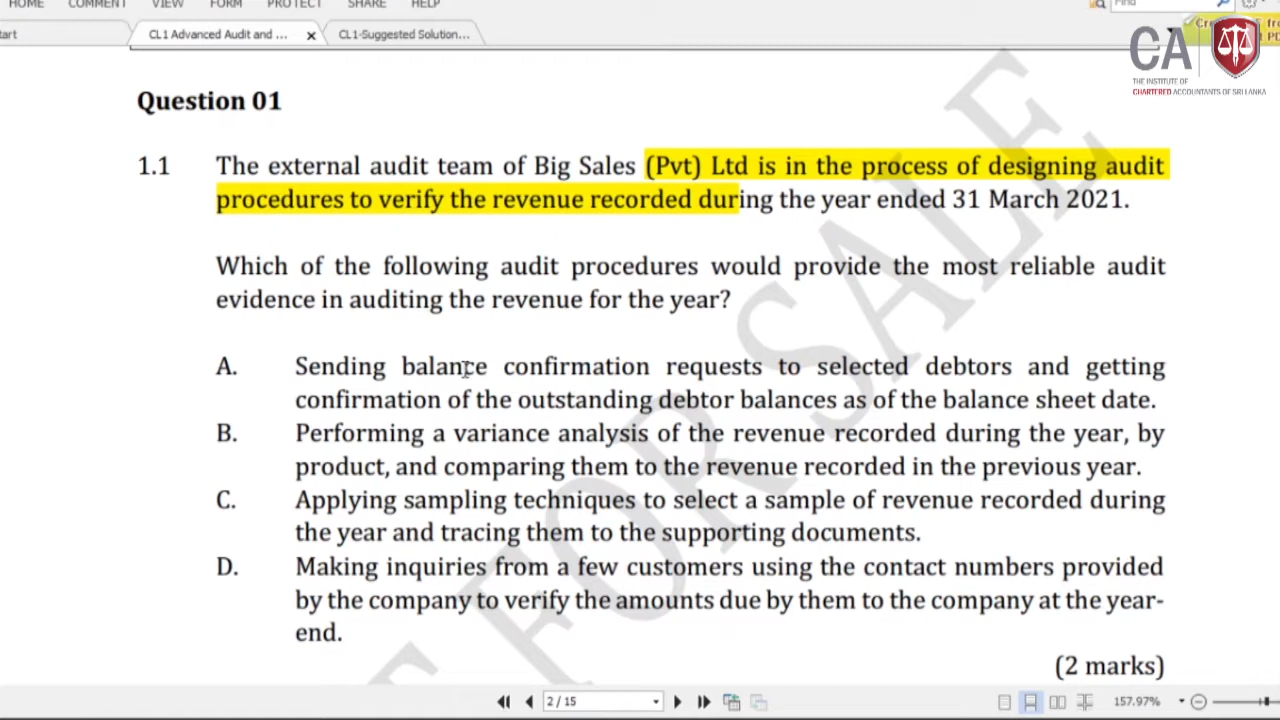 HOME COMMENT VIEW FORM PROTECT SHARE HELP
Find
tart
CL1 Advanced Audit and ... x
CL1-Suggested Solution...
CA
THE INSTITUTE OF
CHARTERED ACCOUNTANTS OF SRI LANKA
Question 01
1.1 The external audit team of Big Sales (Pvt) Ltd is in the process of designing audit
procedures to verify the revenue recorded during the year ended 31 March 2021.
Which of the following audit procedures would provide the most reliable audit
evidence in auditing the revenue for the year?
A. Sending balance confirmation requests to selected debtors and getting
confirmation of the outstanding debtor balances as of the balance sheet date.
B. Performing a variance analysis of the revenue recorded during the year, by
product, and comparing them to the revenue recorded in the previous year.
C. Applying sampling techniques to select a sample of revenue recorded during
the year and tracing them to the supporting documents.
D. Making inquiries from a few customers using the contact numbers provided
by the company to verify the amounts due by them to the company at the year-
end.
(2 marks)
FOR SALE
2 / 15
157.97%